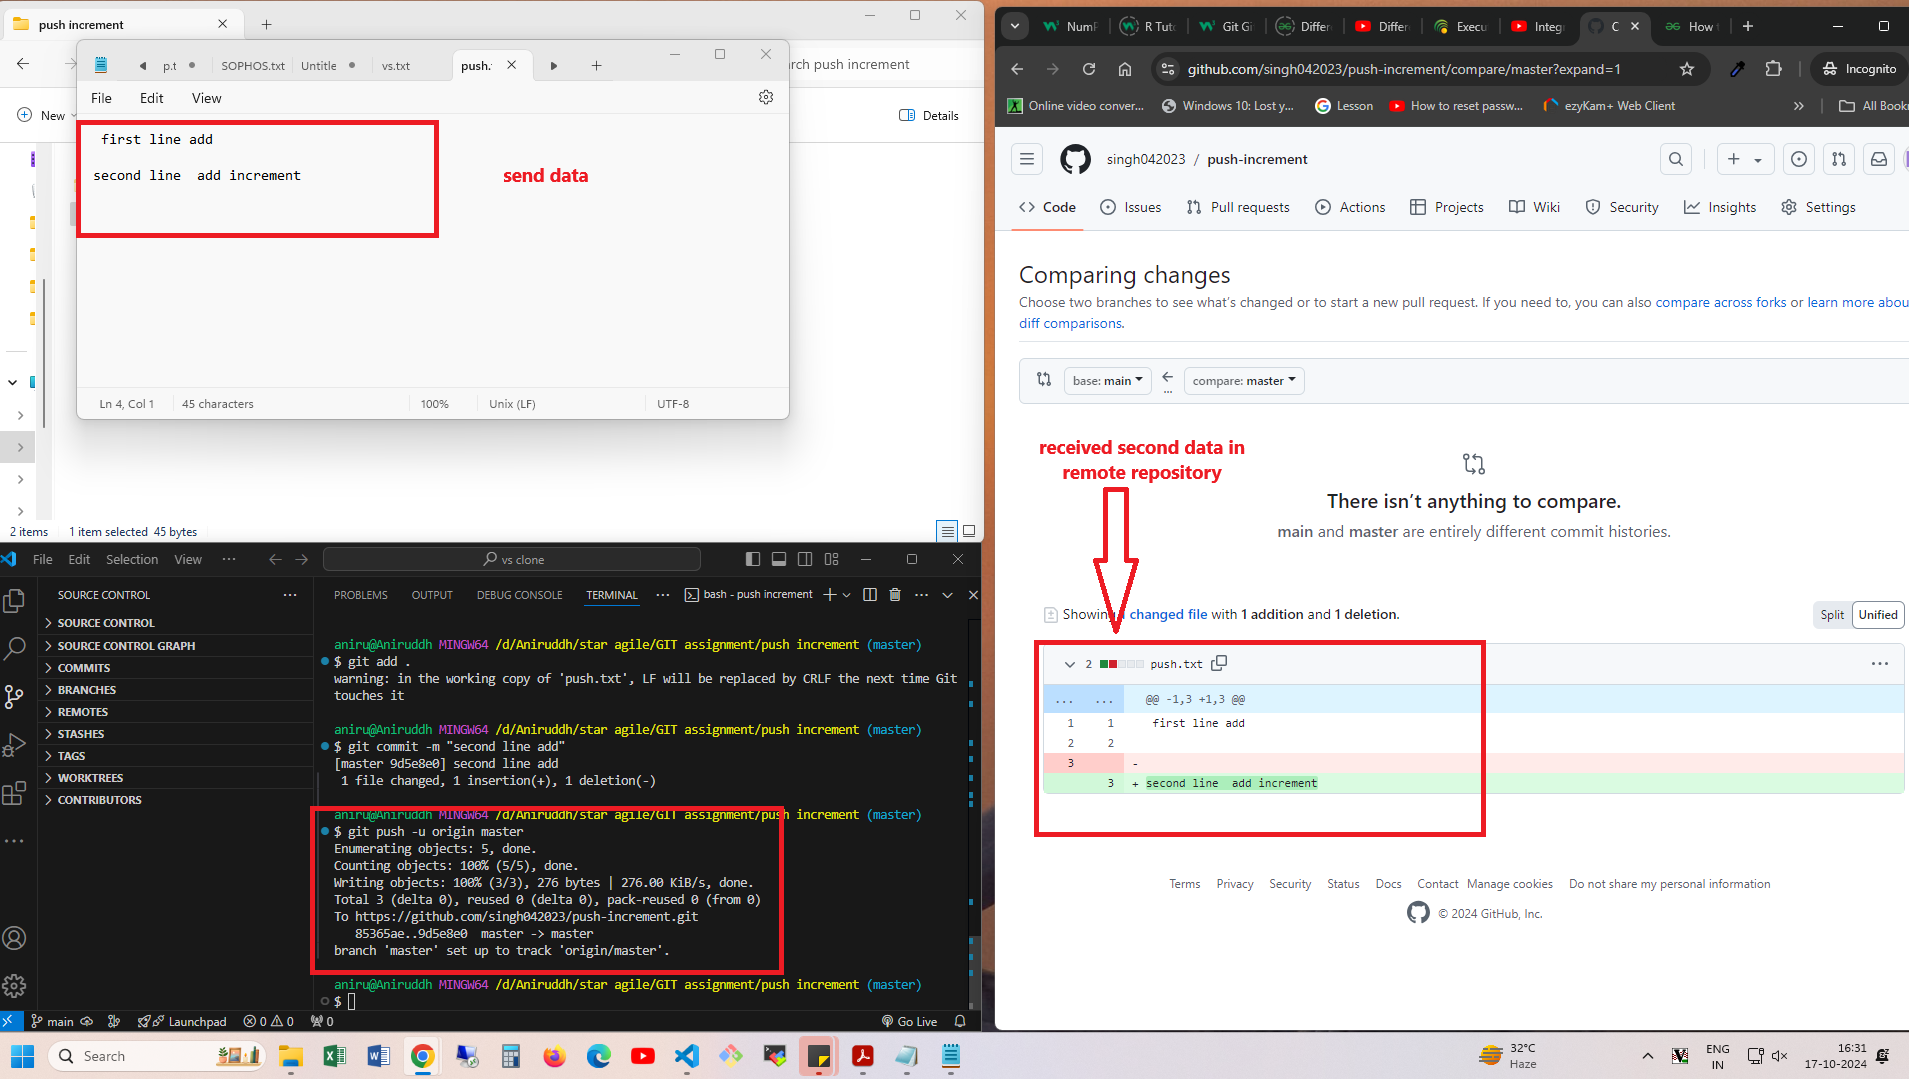 push increment
p.t
SOPHOS.txt
Untitle
vs.txt
push.
rch push increment
File Edit View
New
Details
first line add
second line  add increment
send data
Ln 4, Col 1
45 characters
100%
Unix (LF)
UTF-8
2 items
1 item selected 45 bytes
File Edit Selection View ···
vs clone
SOURCE CONTROL
SOURCE CONTROL
SOURCE CONTROL GRAPH
COMMITS
BRANCHES
REMOTES
STASHES
TAGS
WORKTREES
CONTRIBUTORS
PROBLEMS OUTPUT DEBUG CONSOLE TERMINAL ··· bash - push increment
aniru@Aniruddh MINGW64 /d/Aniruddh/star agile/GIT assignment/push increment (master)
$ git add .
warning: in the working copy of 'push.txt', LF will be replaced by CRLF the next time Git
touches it
aniru@Aniruddh MINGW64 /d/Aniruddh/star agile/GIT assignment/push increment (master)
$ git commit -m "second line add"
[master 9d5e8e0] second line add
1 file changed, 1 insertion(+), 1 deletion(-)
aniru@Aniruddh MINGW64 /d/Aniruddh/star agile/GIT assignment/push increment (master)
$ git push -u origin master
Enumerating objects: 5, done.
Counting objects: 100% (5/5), done.
Writing objects: 100% (3/3), 276 bytes | 276.00 KiB/s, done.
Total 3 (delta 0), reused 0 (delta 0), pack-reused 0 (from 0)
To https://github.com/singh042023/push-increment.git
85365ae..9d5e8e0  master -> master
branch 'master' set up to track 'origin/master'.
aniru@Aniruddh MINGW64 /d/Aniruddh/star agile/GIT assignment/push increment (master)
$
main
Launchpad
0 0
0
Go Live
NumP
R Tuto
Git Gi
Differe
Differ
Execu
Integ
C
How
github.com/singh042023/push-increment/compare/master?expand=1
Incognito
Online video conver...
Windows 10: Lost y...
Lesson
How to reset passw...
ezyKam+ Web Client
»
All Book
singh042023 / push-increment
Code Issues Pull requests Actions Projects Wiki Security Insights Settings
Comparing changes
Choose two branches to see what's changed or to start a new pull request. If you need to, you can also compare across forks or learn more abou
diff comparisons.
base: main
...
compare: master
received second data in
remote repository
There isn't anything to compare.
main and master are entirely different commit histories.
Showing 1 changed file with 1 addition and 1 deletion.
Split Unified
2 push.txt ···
... ... @@ -1,3 +1,3 @@
1 1 first line add
2 2
3 -
3 + second line  add increment
Terms Privacy Security Status Docs Contact Manage cookies Do not share my personal information
© 2024 GitHub, Inc.
Search
32°C
Haze
ENG
IN
16:31
17-10-2024